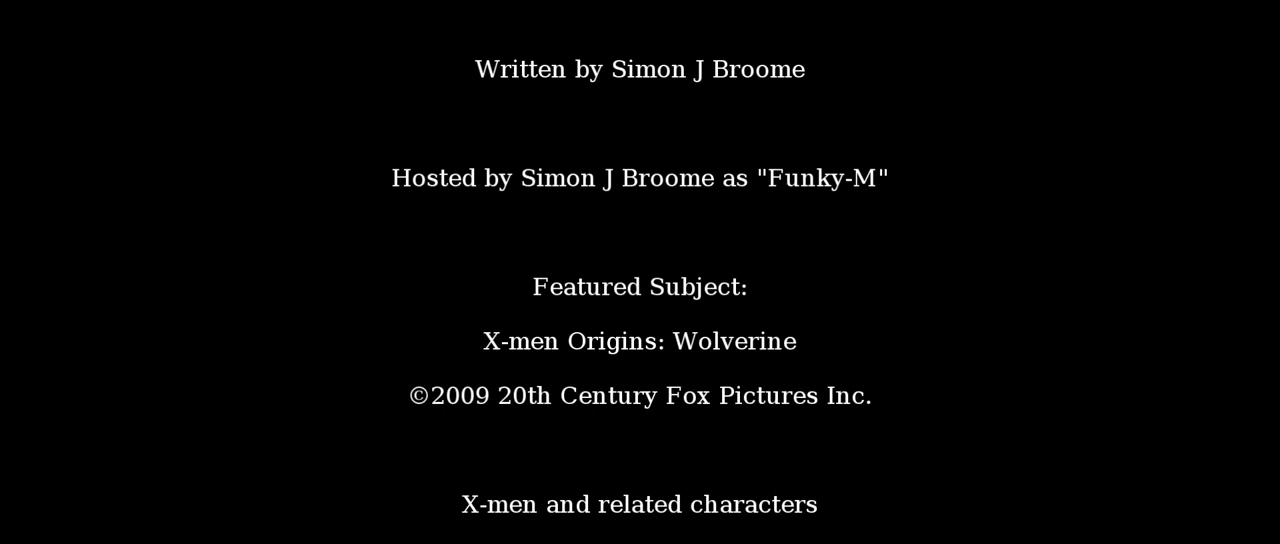 Written by Simon J Broome
Hosted by Simon J Broome as "Funky-M"
Featured Subject:
X-men Origins: Wolverine
©2009 20th Century Fox Pictures Inc.
X-men and related characters